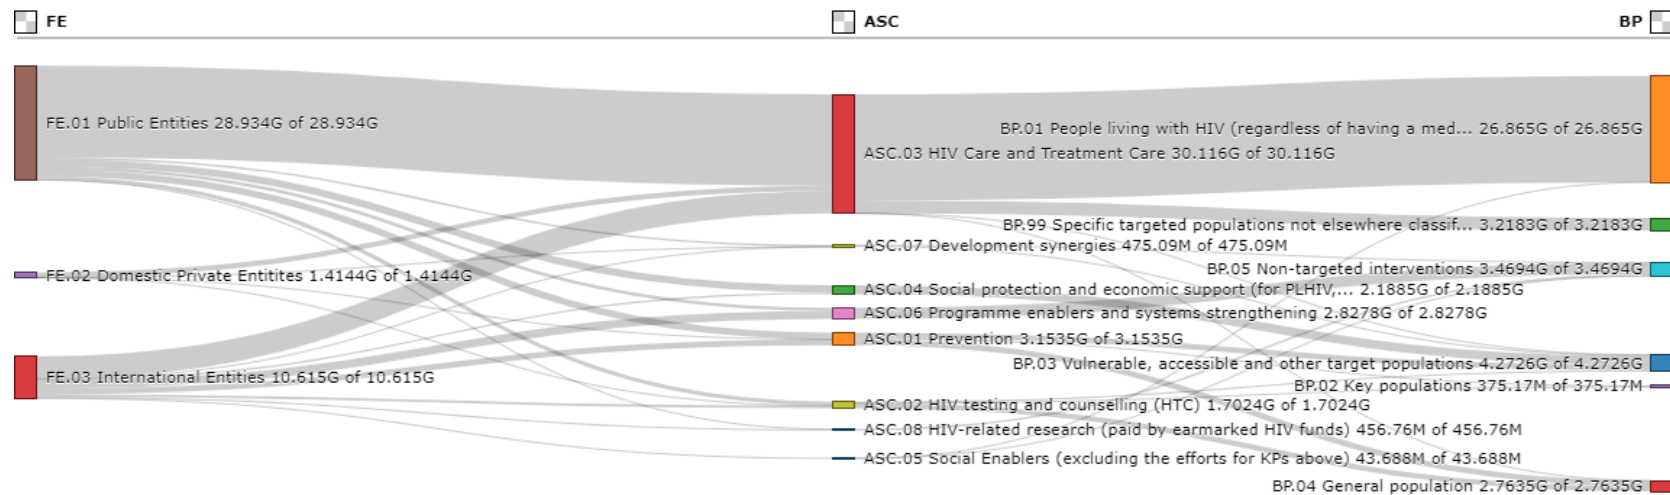 FE
ASC
BP
FE.01 Public Entities 28.934G of 28.934G
BP.01 People living with HIV (regardless of having a med... 26.865G of 26.865G
ASC.03 HIV Care and Treatment Care 30.116G of 30.116G
BP.99 Specific targeted populations not elsewhere classif... 3.2183G of 3.2183G
ASC.07 Development synergies 475.09M of 475.09M
BP.05 Non-targeted interventions 3.4694G of 3.4694G
FE.02 Domestic Private Entitites 1.4144G of 1.4144G
ASC.04 Social protection and economic support (for PLHIV,... 2.1885G of 2.1885G
ASC.06 Programme enablers and systems strengthening 2.8278G of 2.8278G
ASC.01 Prevention 3.1535G of 3.1535G
BP.03 Vulnerable, accessible and other target populations 4.2726G of 4.2726G
FE.03 International Entities 10.615G of 10.615G
BP.02 Key populations 375.17M of 375.17M
ASC.02 HIV testing and counselling (HTC) 1.7024G of 1.7024G
ASC.08 HIV-related research (paid by earmarked HIV funds) 456.76M of 456.76M
ASC.05 Social Enablers (excluding the efforts for KPs above) 43.688M of 43.688M
BP.04 General population 2.7635G of 2.7635G